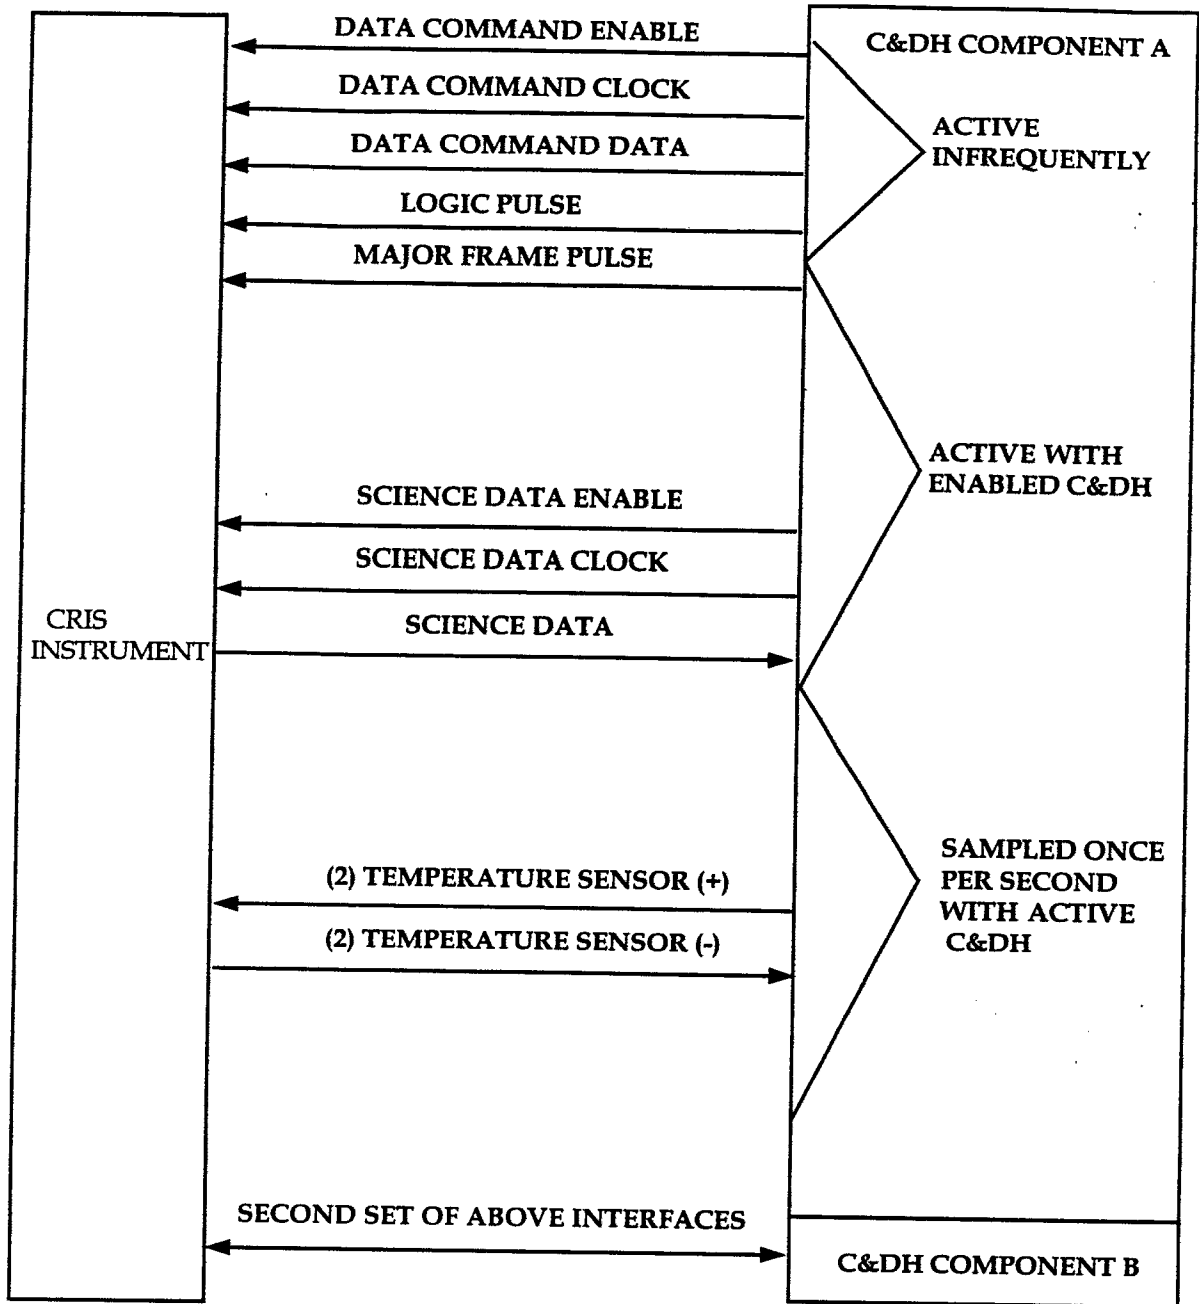 DATA COMMAND ENABLE
C&DH COMPONENT A
DATA COMMAND CLOCK
ACTIVE
INFREQUENTLY
DATA COMMAND DATA
LOGIC PULSE
MAJOR FRAME PULSE
ACTIVE WITH
ENABLED C&DH
SCIENCE DATA ENABLE
SCIENCE DATA CLOCK
CRIS
INSTRUMENT
SCIENCE DATA
(2) TEMPERATURE SENSOR (+)
(2) TEMPERATURE SENSOR (-)
SAMPLED ONCE
PER SECOND
WITH ACTIVE
C&DH
SECOND SET OF ABOVE INTERFACES
C&DH COMPONENT B